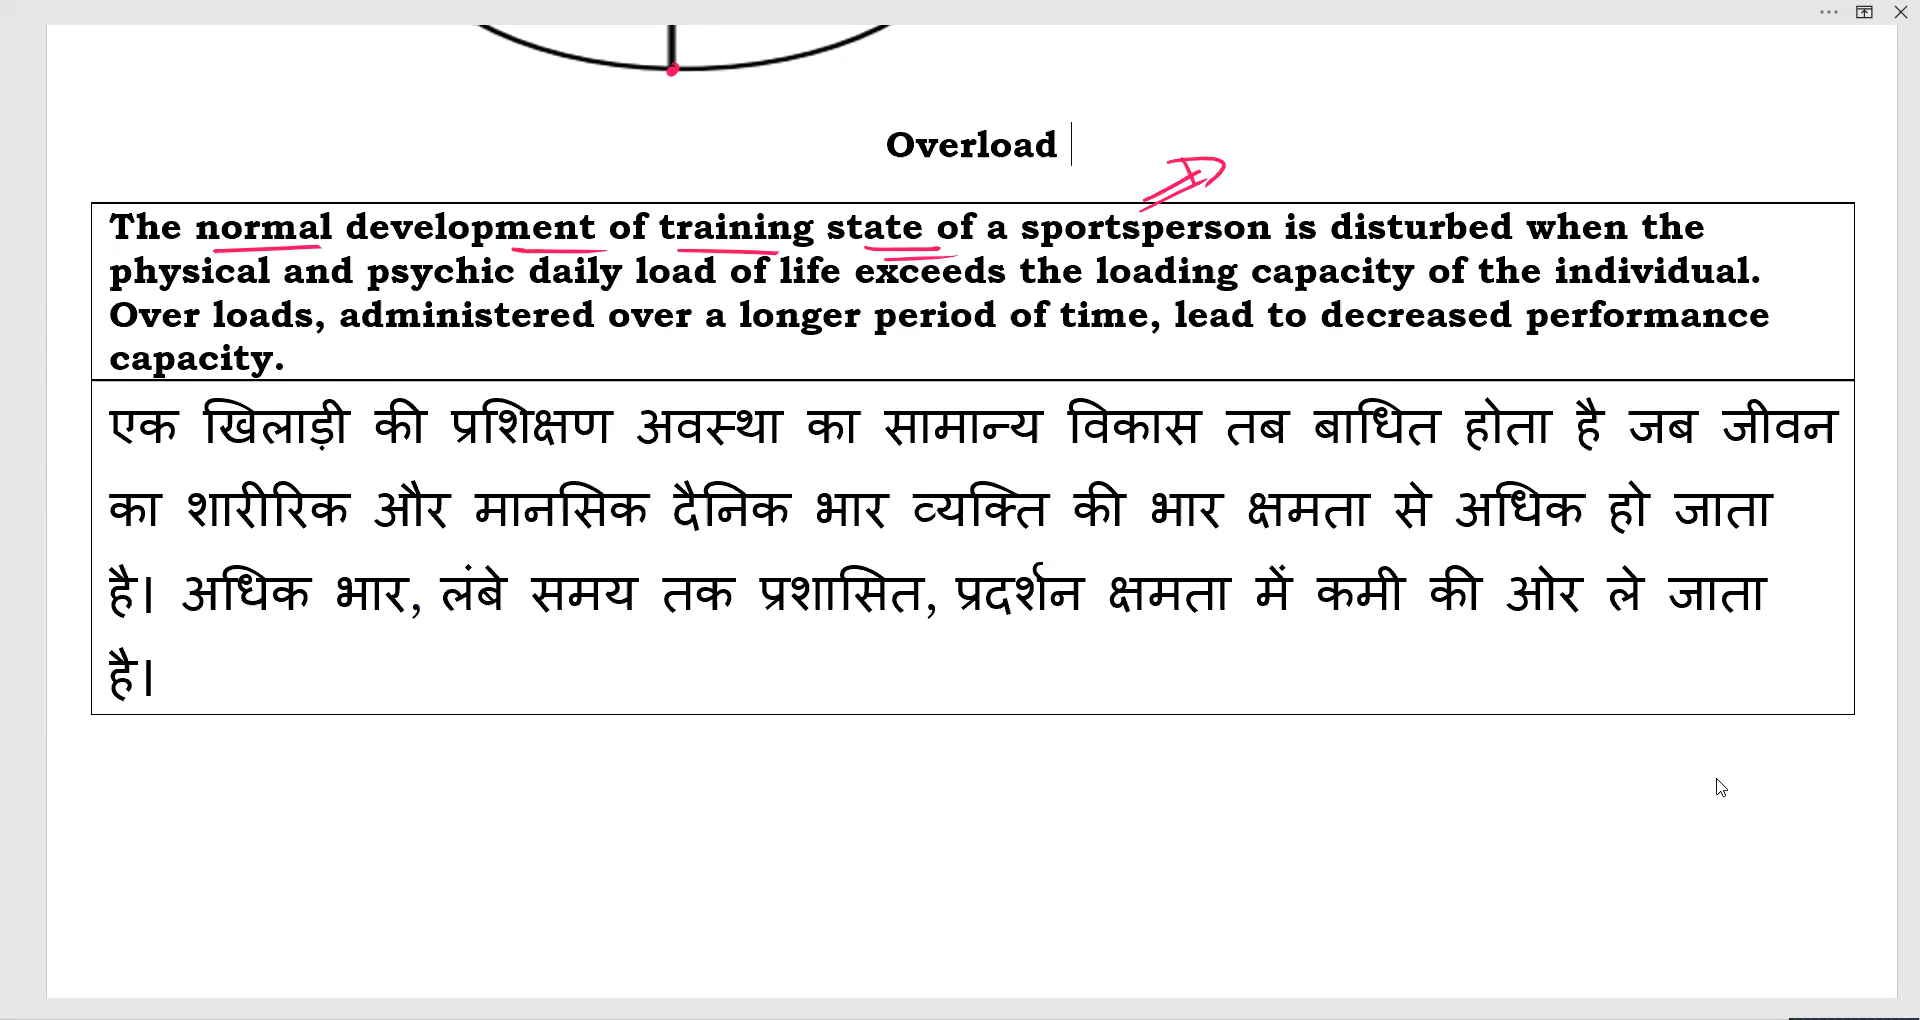 Overload
The normal development of training state of a sportsperson is disturbed when the
physical and psychic daily load of life exceeds the loading capacity of the individual.
Over loads, administered over a longer period of time, lead to decreased performance
capacity.
एक खिलाड़ी की प्रशिक्षण अवस्था का सामान्य विकास तब बाधित होता है जब जीवन
का शारीरिक और मानसिक दैनिक भार व्यक्ति की भार क्षमता से अधिक हो जाता
है। अधिक भार, लंबे समय तक प्रशासित, प्रदर्शन क्षमता में कमी की ओर ले जाता
है।